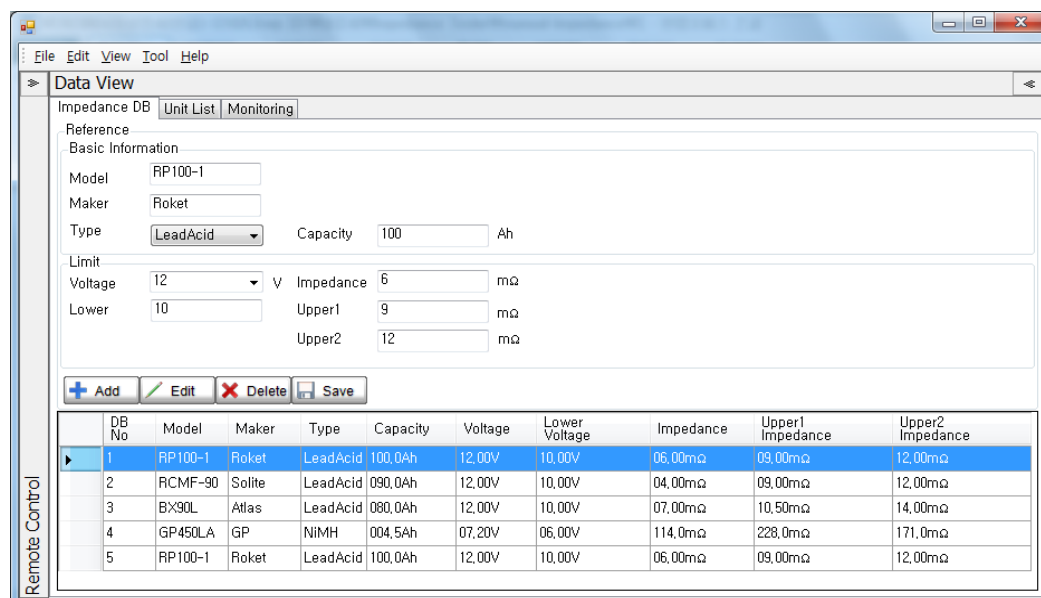 File Edit View Tool Help
Data View
Impedance DB Unit List Monitoring
Reference
Basic Information
Model RP100-1
Maker Roket
Type LeadAcid Capacity 100 Ah
Limit
Voltage 12 V Impedance 6 mΩ
Lower 10 Upper1 9 mΩ
Upper2 12 mΩ
Add Edit Delete Save
DB No Model Maker Type Capacity Voltage Lower Voltage Impedance Upper1 Impedance Upper2 Impedance
1 RP100-1 Roket LeadAcid 100,0Ah 12,00V 10,00V 06,00mΩ 09,00mΩ 12,00mΩ
2 RCMF-90 Solite LeadAcid 090,0Ah 12,00V 10,00V 04,00mΩ 09,00mΩ 12,00mΩ
3 BX90L Atlas LeadAcid 080,0Ah 12,00V 10,00V 07,00mΩ 10,50mΩ 14,00mΩ
4 GP450LA GP NiMH 004,5Ah 07,20V 06,00V 114,0mΩ 228,0mΩ 171,0mΩ
5 RP100-1 Roket LeadAcid 100,0Ah 12,00V 10,00V 06,00mΩ 09,00mΩ 12,00mΩ
Remote Control